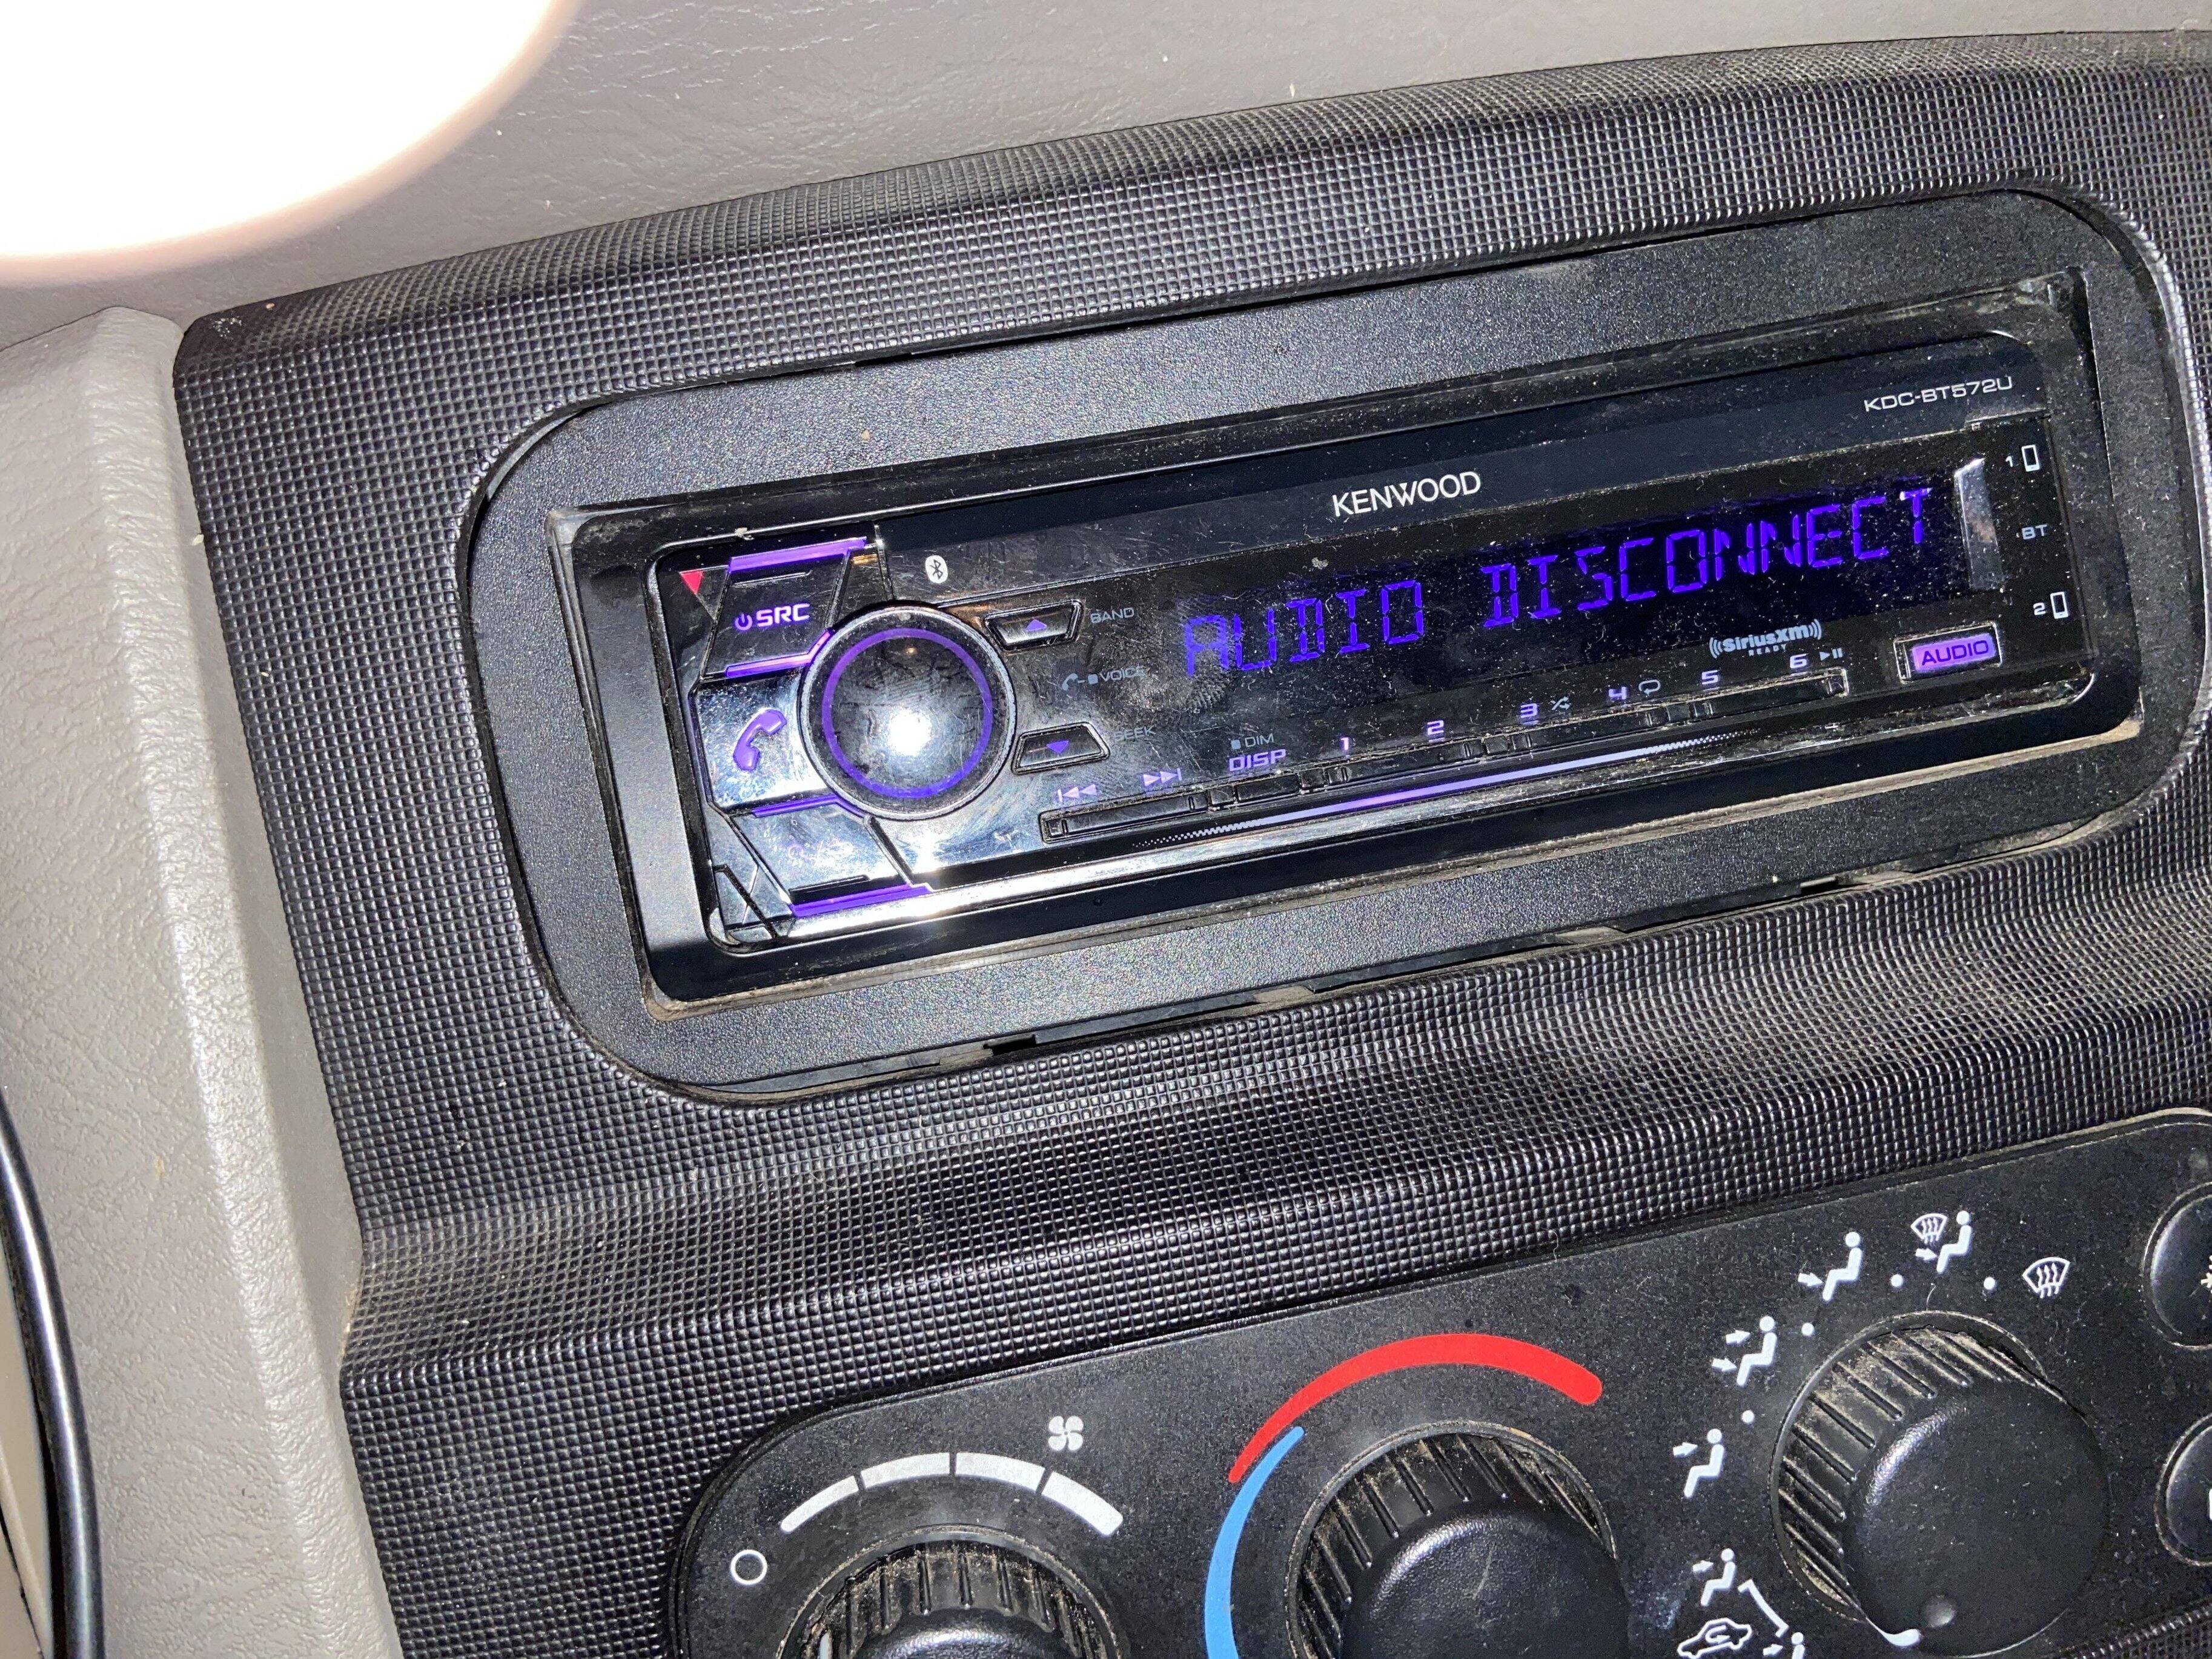 KDC-BT572U
KENWOOD
SRC
BAND
AUDIO DISCONNECT
1
BT
2
VOICE
SEEK
((SiriusXM))
READY
AUDIO
DIM
DISP
1 2 3 4 5 6